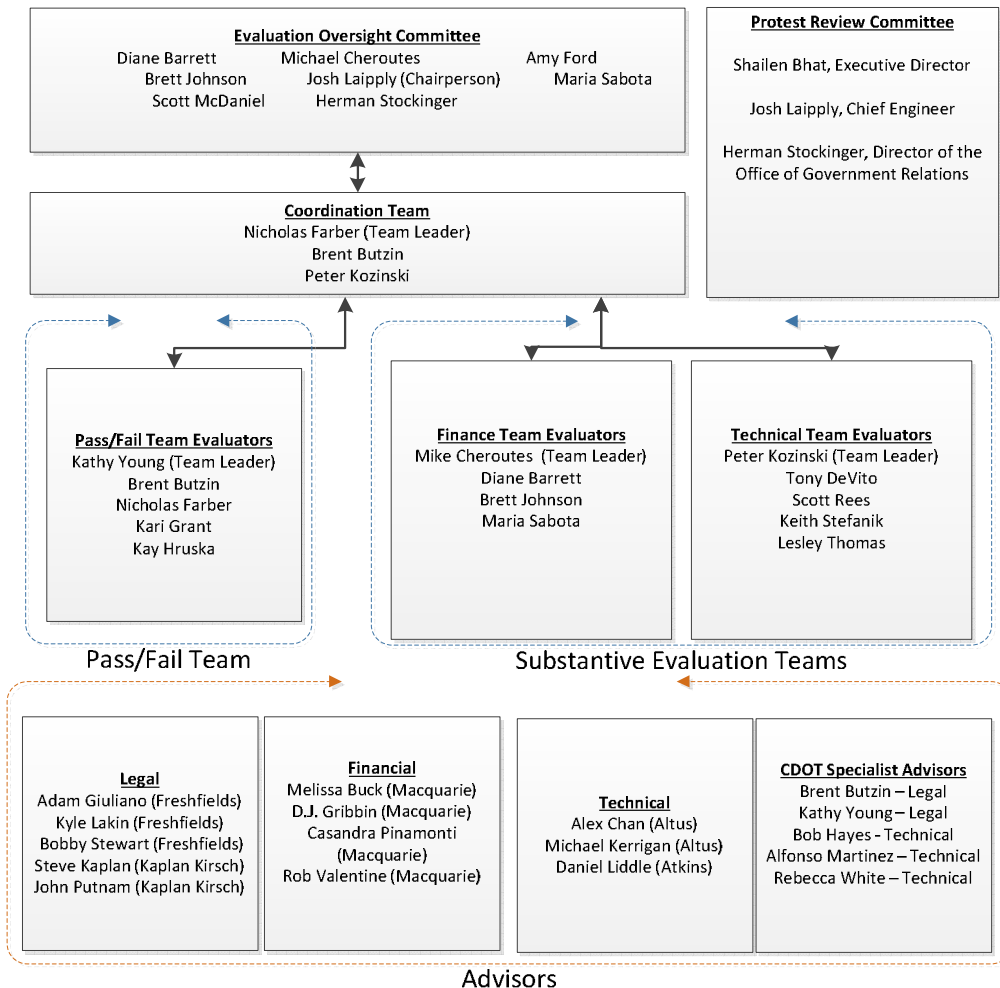 Evaluation Oversight Committee
Diane Barrett Michael Cheroutes Amy Ford
Brett Johnson Josh Laipply (Chairperson) Maria Sabota
Scott McDaniel Herman Stockinger
Protest Review Committee
Shailen Bhat, Executive Director
Josh Laipply, Chief Engineer
Herman Stockinger, Director of the
Office of Government Relations
Coordination Team
Nicholas Farber (Team Leader)
Brent Butzin
Peter Kozinski
Pass/Fail Team Evaluators
Kathy Young (Team Leader)
Brent Butzin
Nicholas Farber
Kari Grant
Kay Hruska
Finance Team Evaluators
Mike Cheroutes (Team Leader)
Diane Barrett
Brett Johnson
Maria Sabota
Technical Team Evaluators
Peter Kozinski (Team Leader)
Tony DeVito
Scott Rees
Keith Stefanik
Lesley Thomas
Pass/Fail Team
Substantive Evaluation Teams
Legal
Adam Giuliano (Freshfields)
Kyle Lakin (Freshfields)
Bobby Stewart (Freshfields)
Steve Kaplan (Kaplan Kirsch)
John Putnam (Kaplan Kirsch)
Financial
Melissa Buck (Macquarie)
D.J. Gribbin (Macquarie)
Casandra Pinamonti
(Macquarie)
Rob Valentine (Macquarie)
Technical
Alex Chan (Altus)
Michael Kerrigan (Altus)
Daniel Liddle (Atkins)
CDOT Specialist Advisors
Brent Butzin – Legal
Kathy Young – Legal
Bob Hayes - Technical
Alfonso Martinez – Technical
Rebecca White – Technical
Advisors